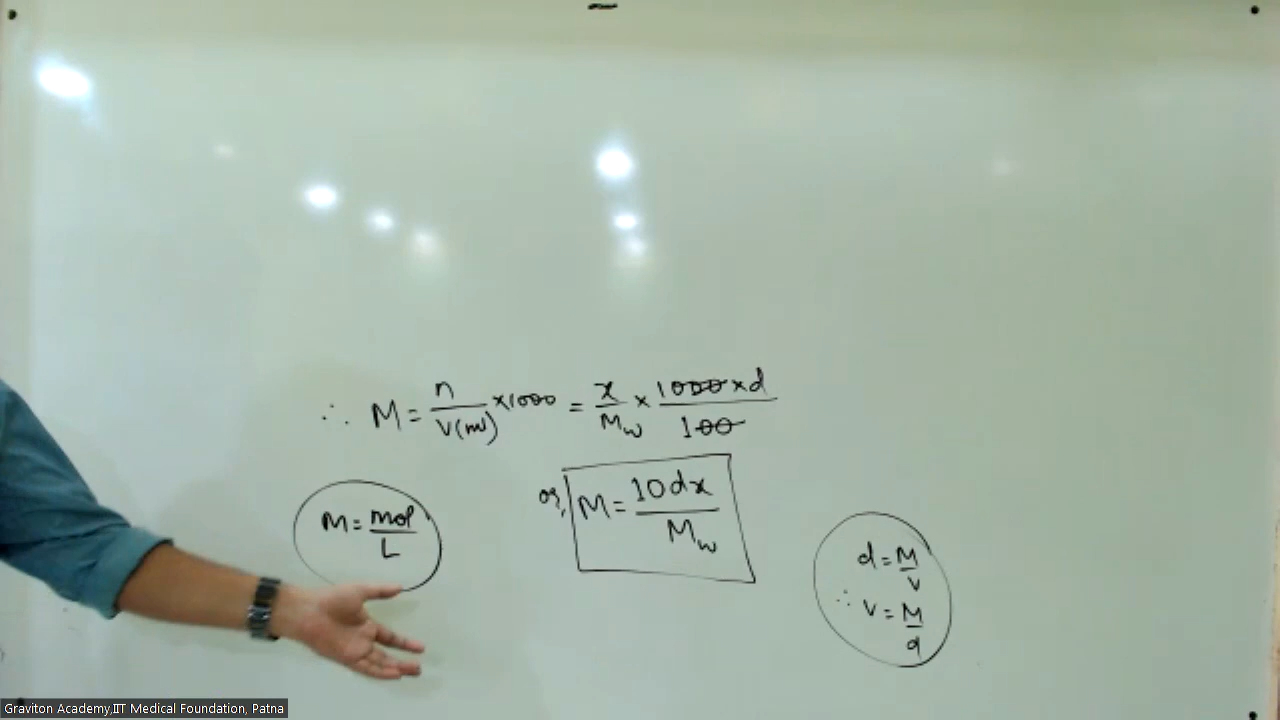 ∴ M = n/V(ml) ×1000 = x/Mw × 1000×d/100
or, M = 10dx/Mw
M = mol/L
d = M/V
∴ V = M/d
Graviton Academy,IIT Medical Foundation, Patna